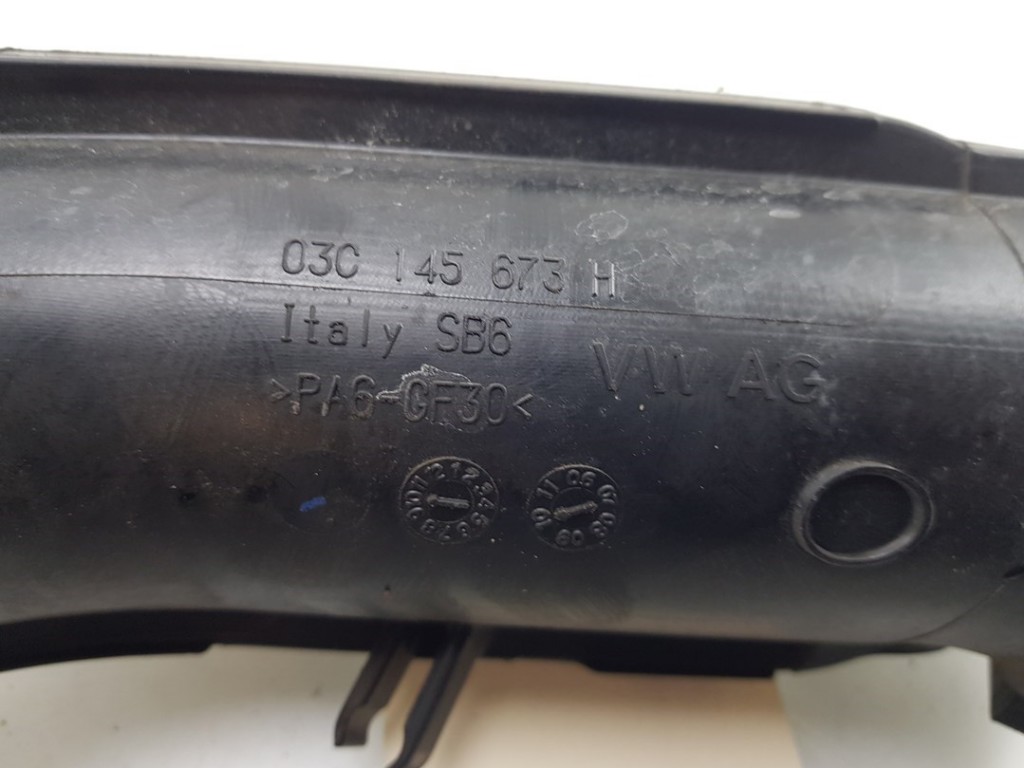 03C 145 673 H
Italy SB6
VW AG
>PA6-GF30<